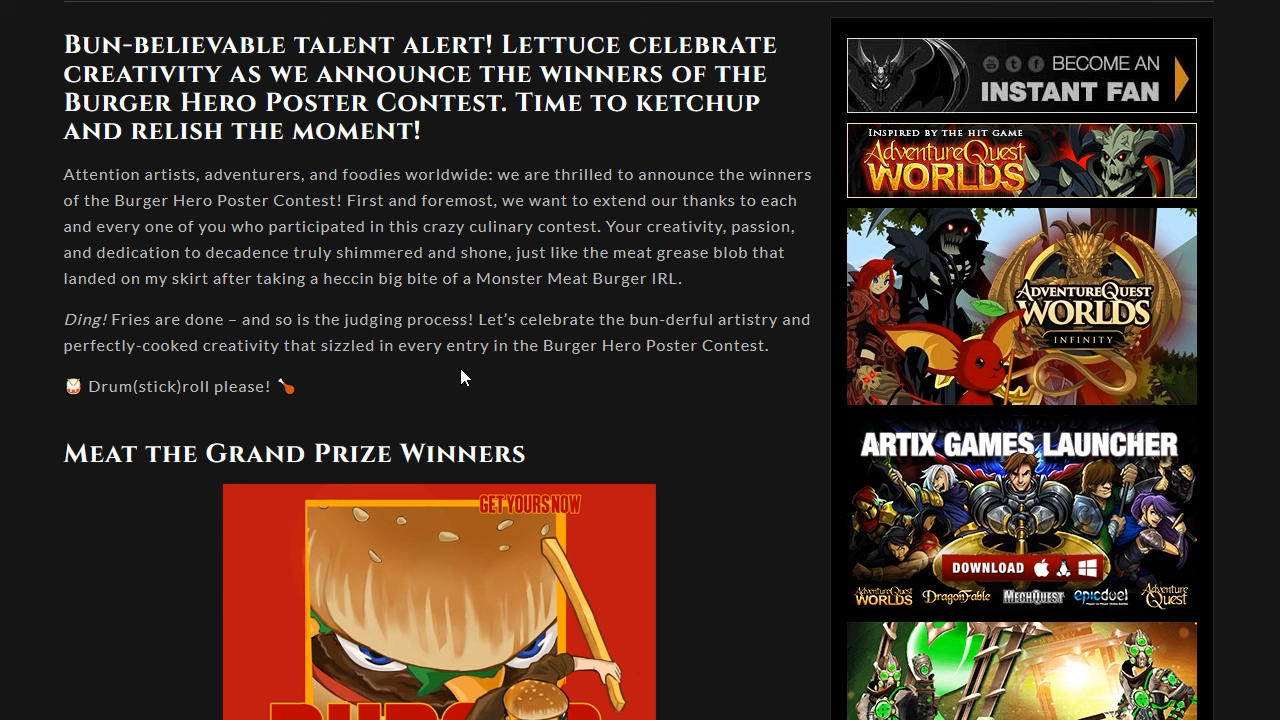 Bun-believable talent alert! Lettuce celebrate
creativity as we announce the winners of the
Burger Hero Poster Contest. Time to ketchup
and relish the moment!
Attention artists, adventurers, and foodies worldwide: we are thrilled to announce the winners
of the Burger Hero Poster Contest! First and foremost, we want to extend our thanks to each
and every one of you who participated in this crazy culinary contest. Your creativity, passion,
and dedication to decadence truly shimmered and shone, just like the meat grease blob that
landed on my skirt after taking a heccin big bite of a Monster Meat Burger IRL.
Ding! Fries are done – and so is the judging process! Let’s celebrate the bun-derful artistry and
perfectly-cooked creativity that sizzled in every entry in the Burger Hero Poster Contest.
🥁 Drum(stick)roll please! 🍗
Meat the Grand Prize Winners
GET YOURS NOW
BURGER
BECOME AN
INSTANT FAN
Inspired by the hit game
AdventureQuest
WORLDS
AdventureQuest
WORLDS
INFINITY
ARTIX GAMES LAUNCHER
DOWNLOAD
AdventureQuest
WORLDS
DragonFable
MECHQUEST
epicduel
AdventureQuest